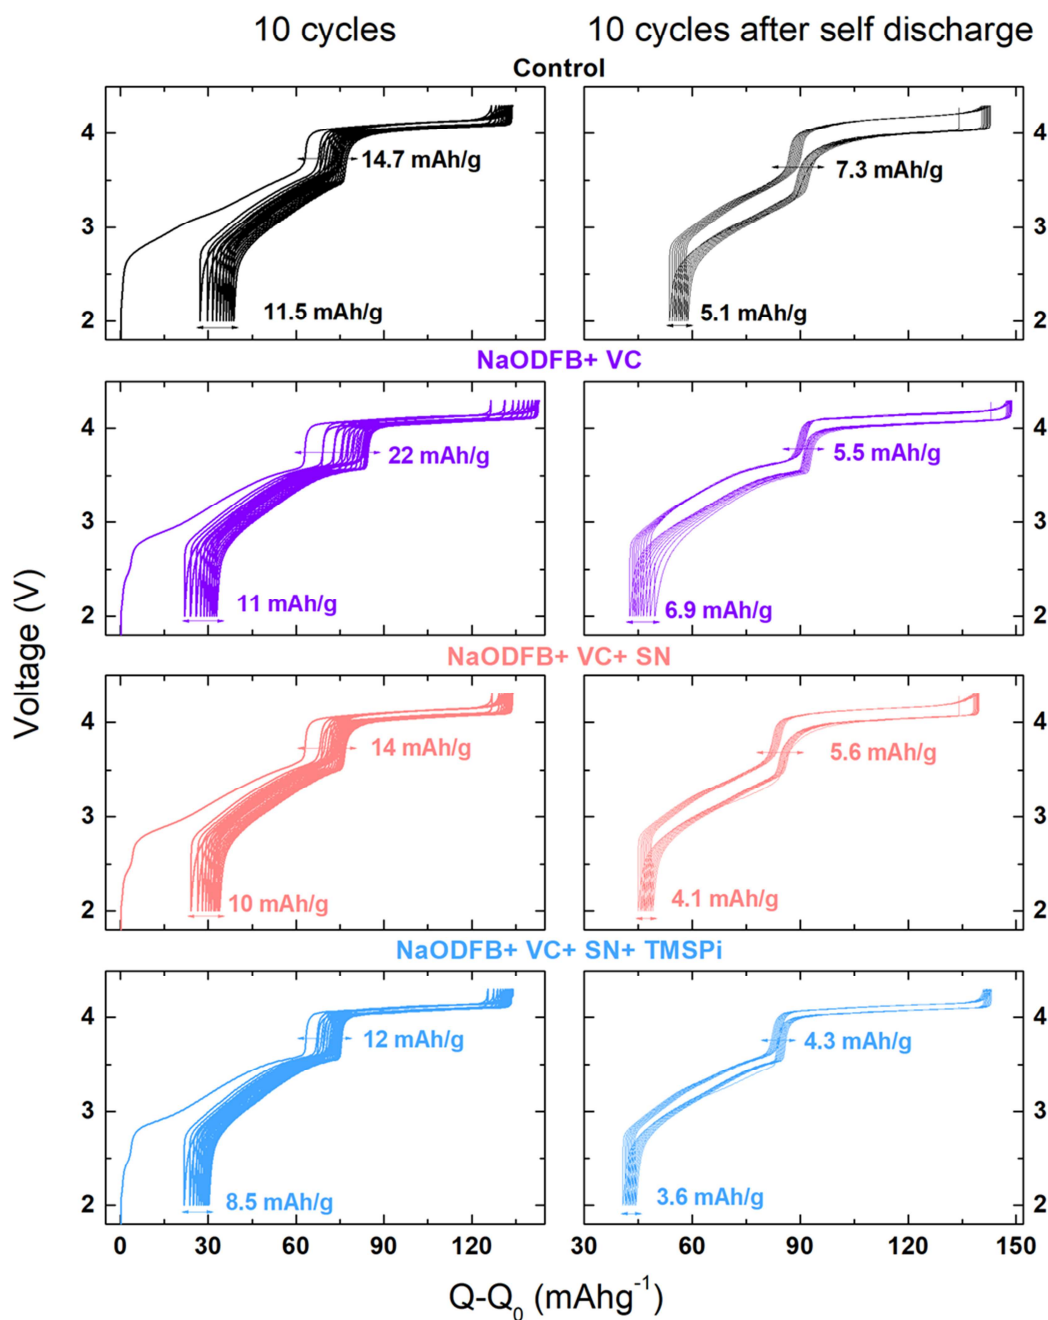 10 cycles
10 cycles after self discharge
Control
4
3
2
14.7 mAh/g
11.5 mAh/g
7.3 mAh/g
5.1 mAh/g
4
3
2
NaODFB+ VC
4
3
2
22 mAh/g
11 mAh/g
5.5 mAh/g
6.9 mAh/g
4
3
2
NaODFB+ VC+ SN
4
3
2
14 mAh/g
10 mAh/g
5.6 mAh/g
4.1 mAh/g
4
3
2
NaODFB+ VC+ SN+ TMSPi
4
3
2
12 mAh/g
8.5 mAh/g
4.3 mAh/g
3.6 mAh/g
4
3
2
0 30 60 90 120
30 60 90 120 150
Voltage (V)
Q-Q₀ (mAhg⁻¹)